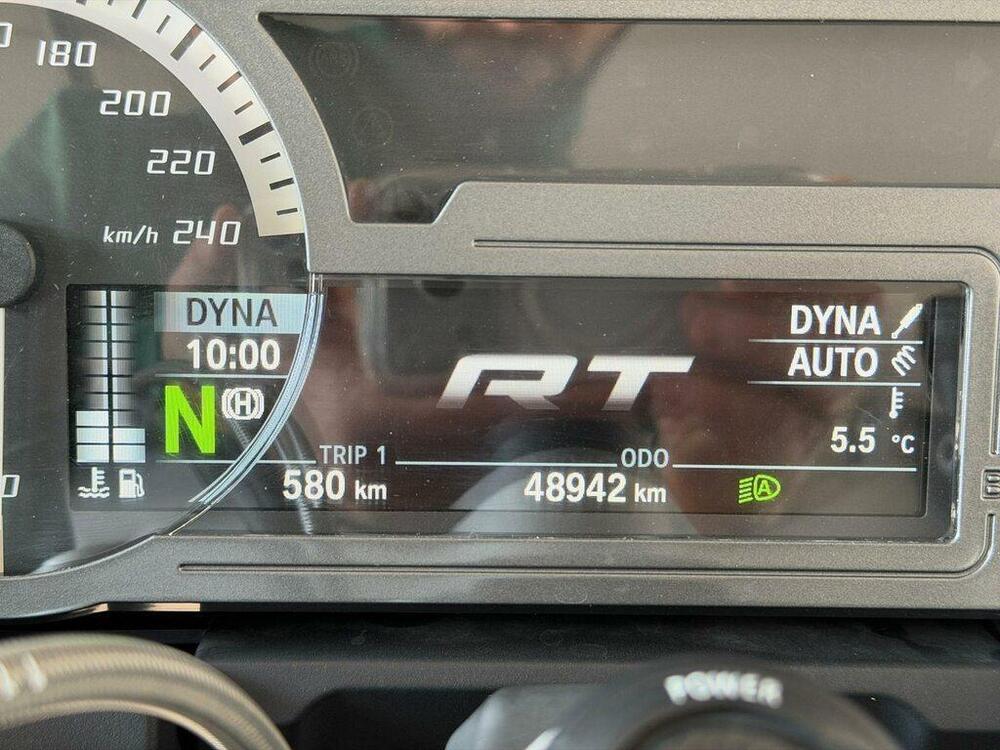 180
200
220
km/h 240
DYNA
10:00
N (H)
RT
DYNA
AUTO
5.5 °C
TRIP 1
580 km
ODO
48942 km
A
POWER